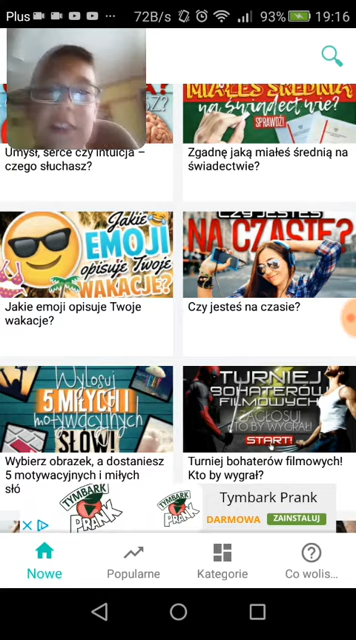 Plus 72B/s 93% 19:16
SZ?
Umysł, serce czy intuicja –
czego słuchasz?
MIAŁEŚ ŚREDNIĄ
na świadectwie?
SPRAWDŹ!
Zgadnę jaką miałeś średnią na
świadectwie?
Jakie
EMOJI
opisuje Twoje
WAKACJE?
Jakie emoji opisuje Twoje
wakacje?
CZY JESTEŚ
NA CZASIE?
Czy jesteś na czasie?
Wylosuj
5 MIŁYCH I
motywacyjnych
SŁÓW!
Wybierz obrazek, a dostaniesz
5 motywacyjnych i miłych
słó
TURNIEJ
BOHATERÓW
FILMOWYCH
ZAGŁOSUJ
KTO BY WYGRAŁ!
START!
Turniej bohaterów filmowych!
Kto by wygrał?
TYMBARK
PRANK
TYMBARK
PRANK
Tymbark Prank
DARMOWA ZAINSTALUJ
Nowe Popularne Kategorie Co wolis...